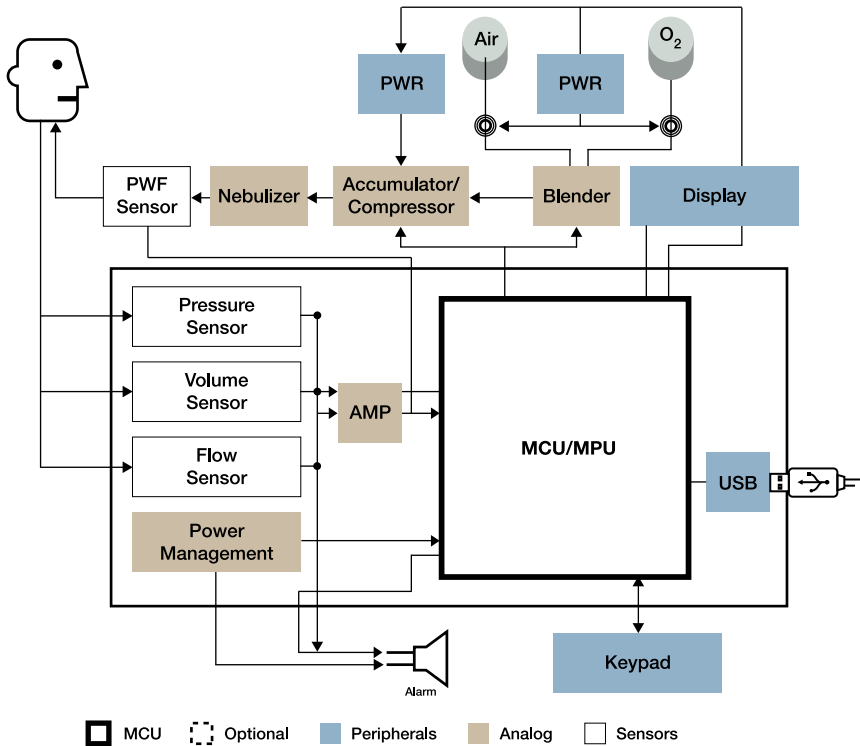 Air
O2
PWR
PWR
PWF
Sensor
Nebulizer
Accumulator/
Compressor
Blender
Display
Pressure
Sensor
Volume
Sensor
AMP
Flow
Sensor
MCU/MPU
USB
Power
Management
Keypad
Alarm
MCU
Optional
Peripherals
Analog
Sensors